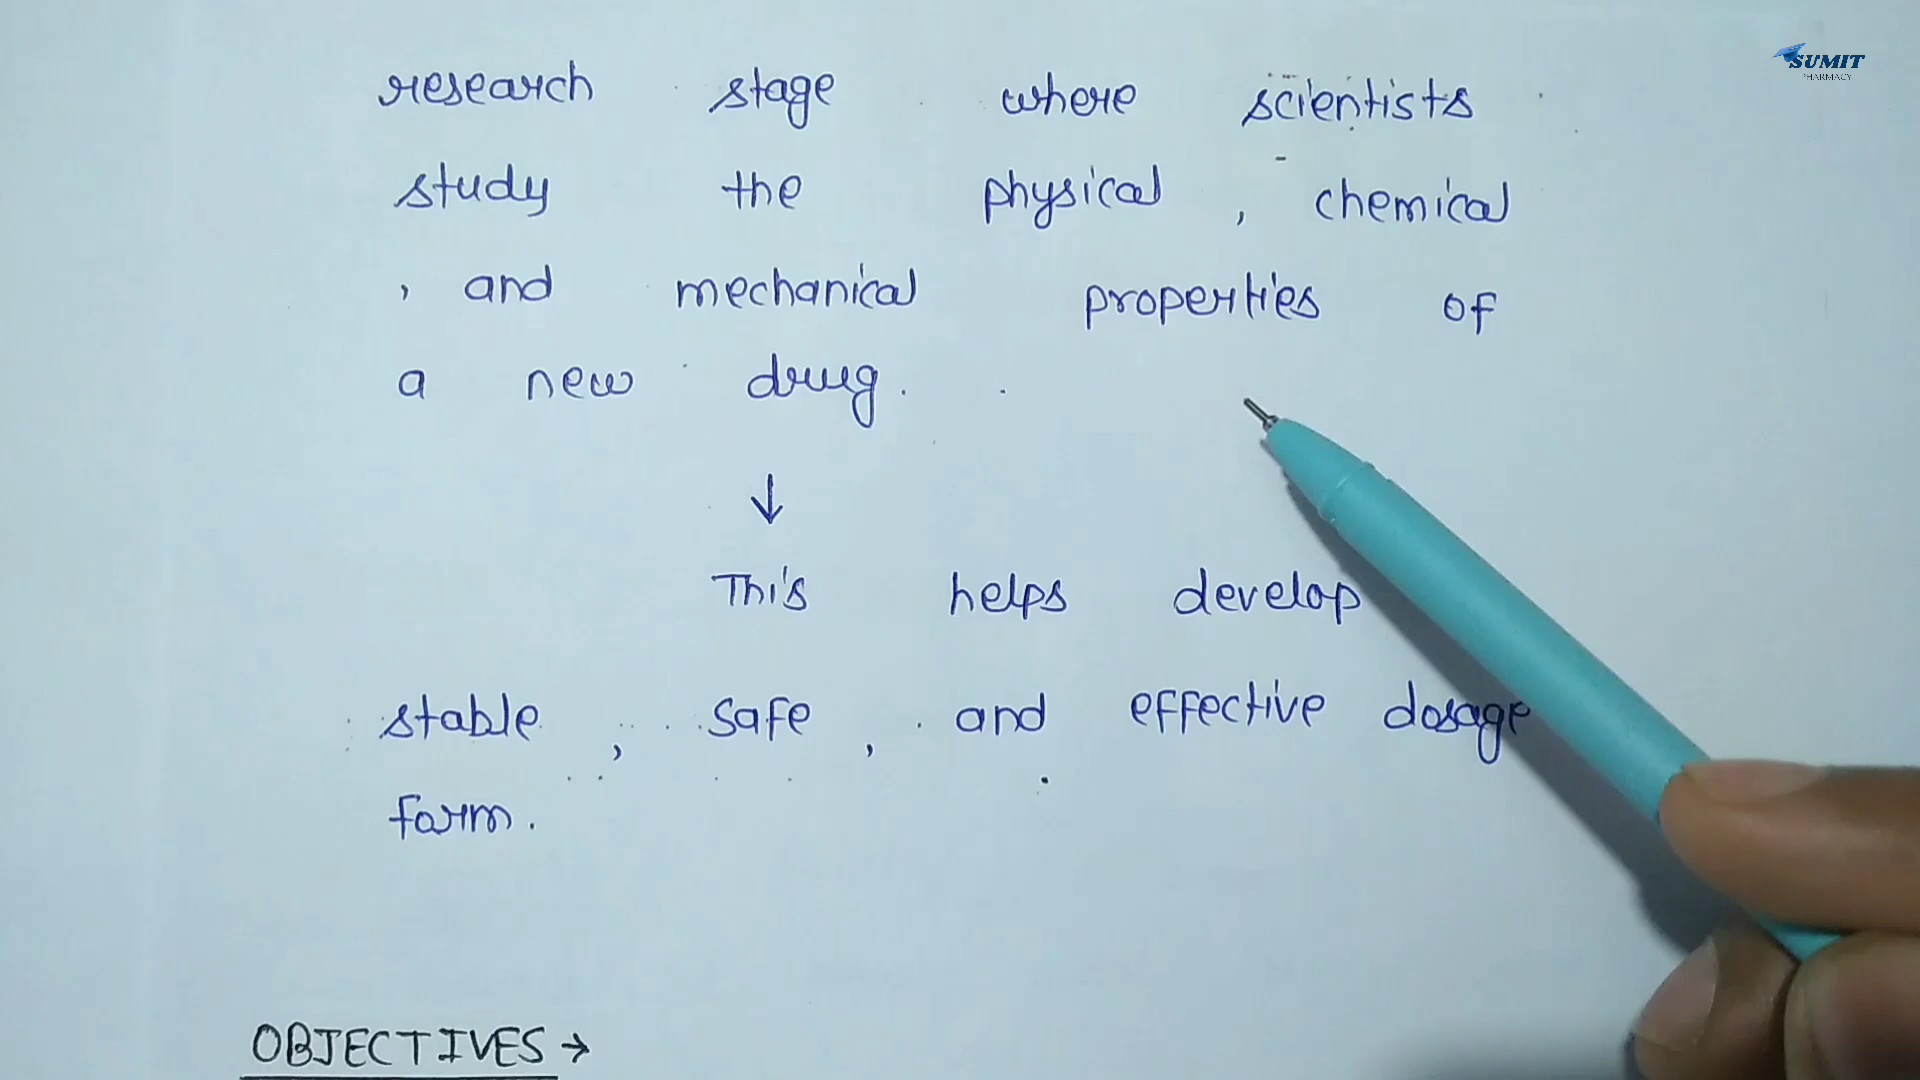 SUMIT
PHARMACY
research stage where scientists
study the physical , chemical
, and mechanical properties of
a new drug.
↓
This helps develop
stable , safe , and effective dosage
form.
OBJECTIVES →